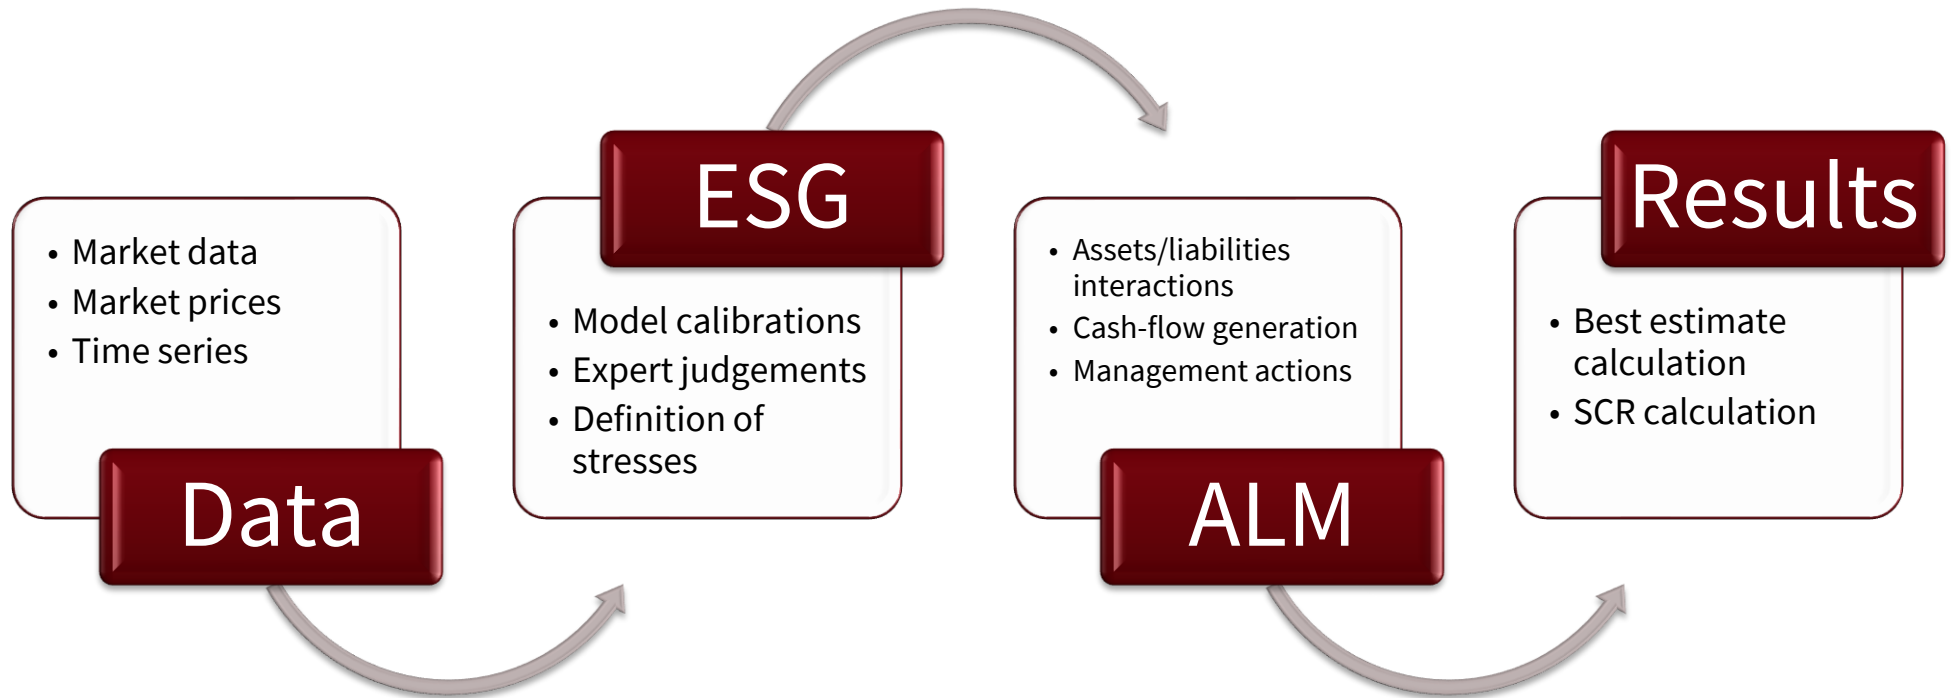 • Market data
• Market prices
• Time series
Data
ESG
• Model calibrations
• Expert judgements
• Definition of
stresses
• Assets/liabilities
interactions
• Cash-flow generation
• Management actions
ALM
Results
• Best estimate
calculation
• SCR calculation